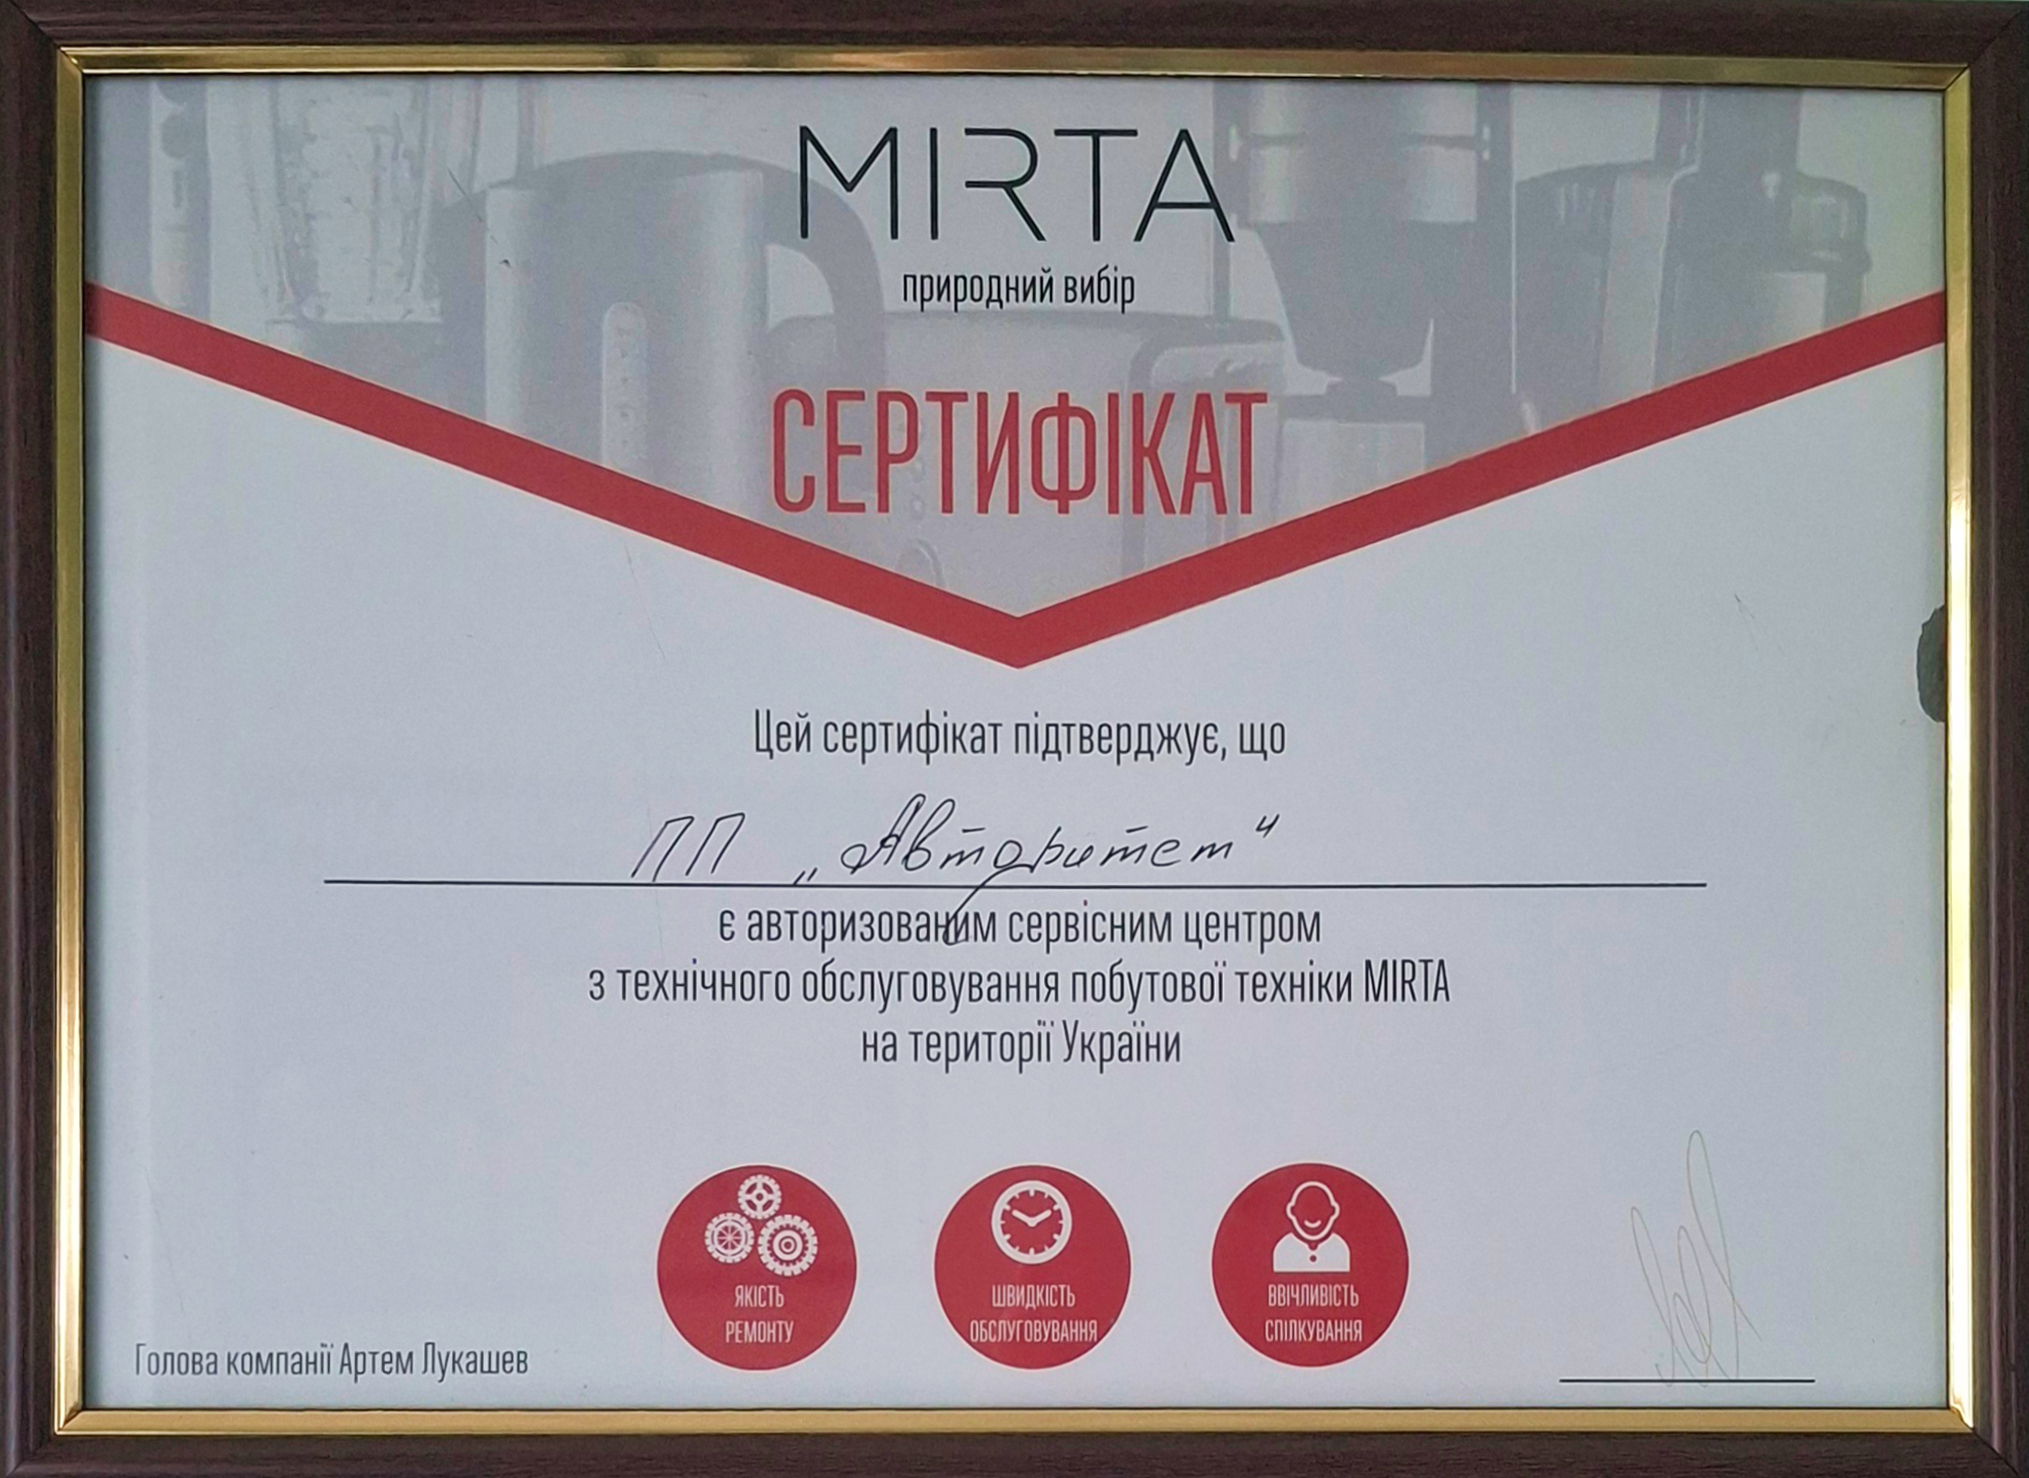 MIRTA
природний вибір
СЕРТИФІКАТ
Цей сертифікат підтверджує, що
ПП „Авторитет"
є авторизованим сервісним центром
з технічного обслуговування побутової техніки MIRTA
на території України
ЯКІСТЬ
РЕМОНТУ
ШВИДКІСТЬ
ОБСЛУГОВУВАННЯ
ВВІЧЛИВІСТЬ
СПІЛКУВАННЯ
Голова компанії Артем Лукашев